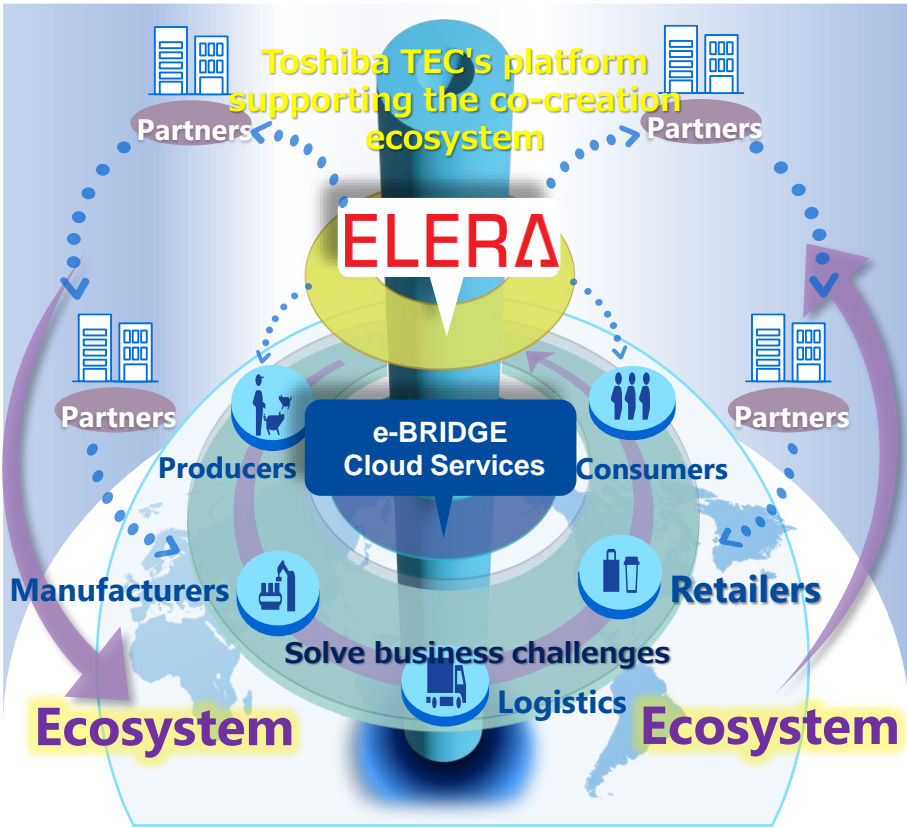 Toshiba TEC's platform
supporting the co-creation
ecosystem
Partners
Partners
ELERA
Partners
Partners
e-BRIDGE
Cloud Services
Producers
Consumers
Manufacturers
Retailers
Solve business challenges
Logistics
Ecosystem
Ecosystem